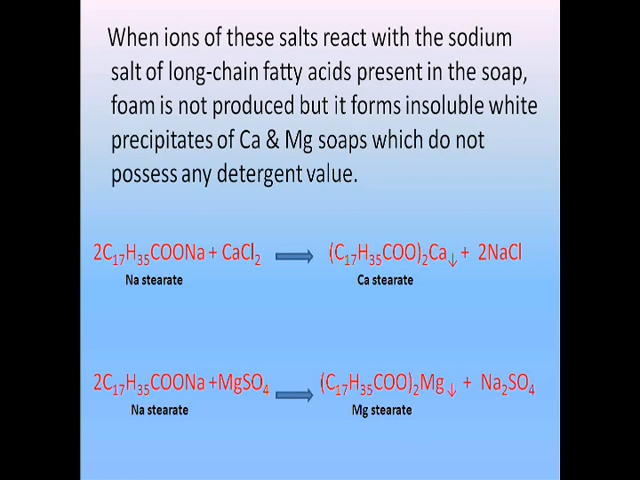 When ions of these salts react with the sodium
salt of long-chain fatty acids present in the soap,
foam is not produced but it forms insoluble white
precipitates of Ca & Mg soaps which do not
possess any detergent value.
2C₁₇H₃₅COONa + CaCl₂ → (C₁₇H₃₅COO)₂Ca↓ + 2NaCl
Na stearate Ca stearate
2C₁₇H₃₅COONa +MgSO₄ → (C₁₇H₃₅COO)₂Mg↓ + Na₂SO₄
Na stearate Mg stearate